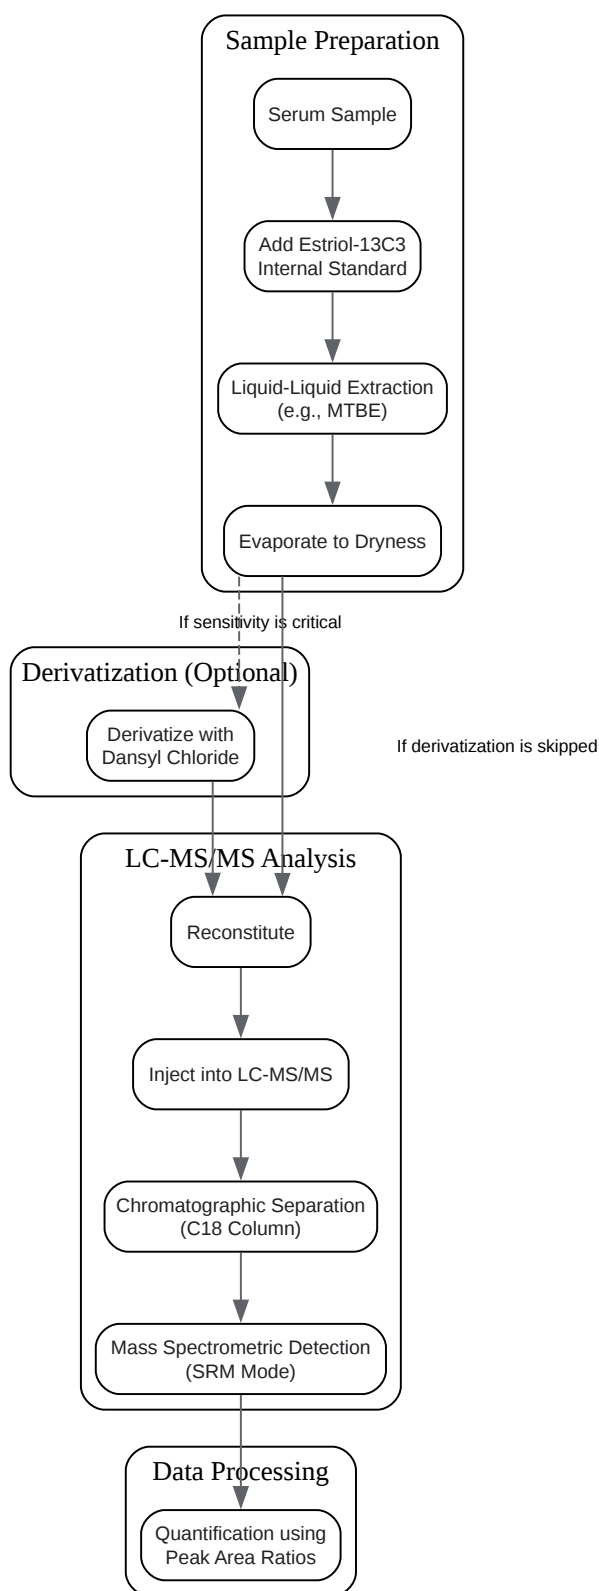 Sample Preparation
Serum Sample
Add Estriol-13C3
Internal Standard
Liquid-Liquid Extraction
(e.g., MTBE)
Evaporate to Dryness
If sensitivity is critical
Derivatization (Optional)
Derivatize with
Dansyl Chloride
If derivatization is skipped
LC-MS/MS Analysis
Reconstitute
Inject into LC-MS/MS
Chromatographic Separation
(C18 Column)
Mass Spectrometric Detection
(SRM Mode)
Data Processing
Quantification using
Peak Area Ratios